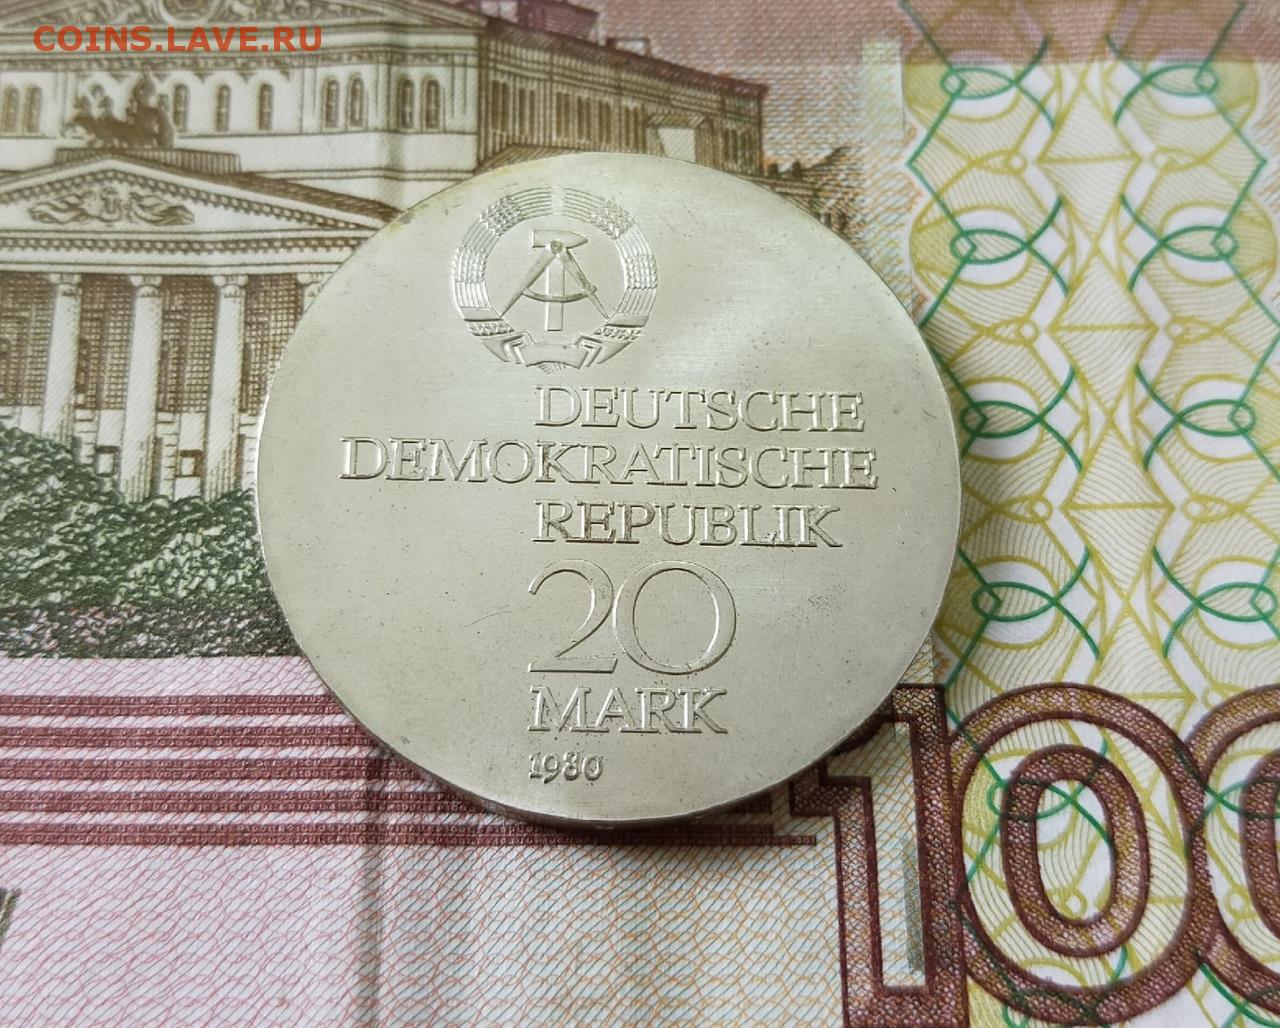 COINS.LAVE.RU
DEUTSCHE
DEMOKRATISCHE
REPUBLIK
20
MARK
1980
100